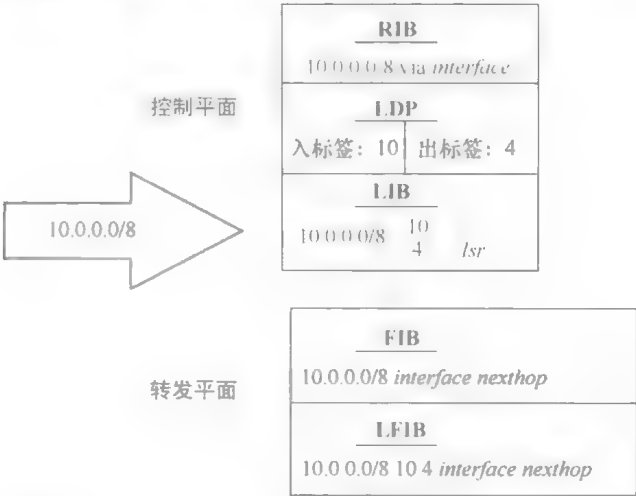 RIB
10.0.0.0/8 via interface
控制平面
LDP
入标签：10 出标签：4
LIB
10.0.0.0/8 10
4 lsr
10.0.0.0/8
FIB
10.0.0.0/8 interface nexthop
转发平面
LFIB
10.0.0.0/8 10 4 interface nexthop